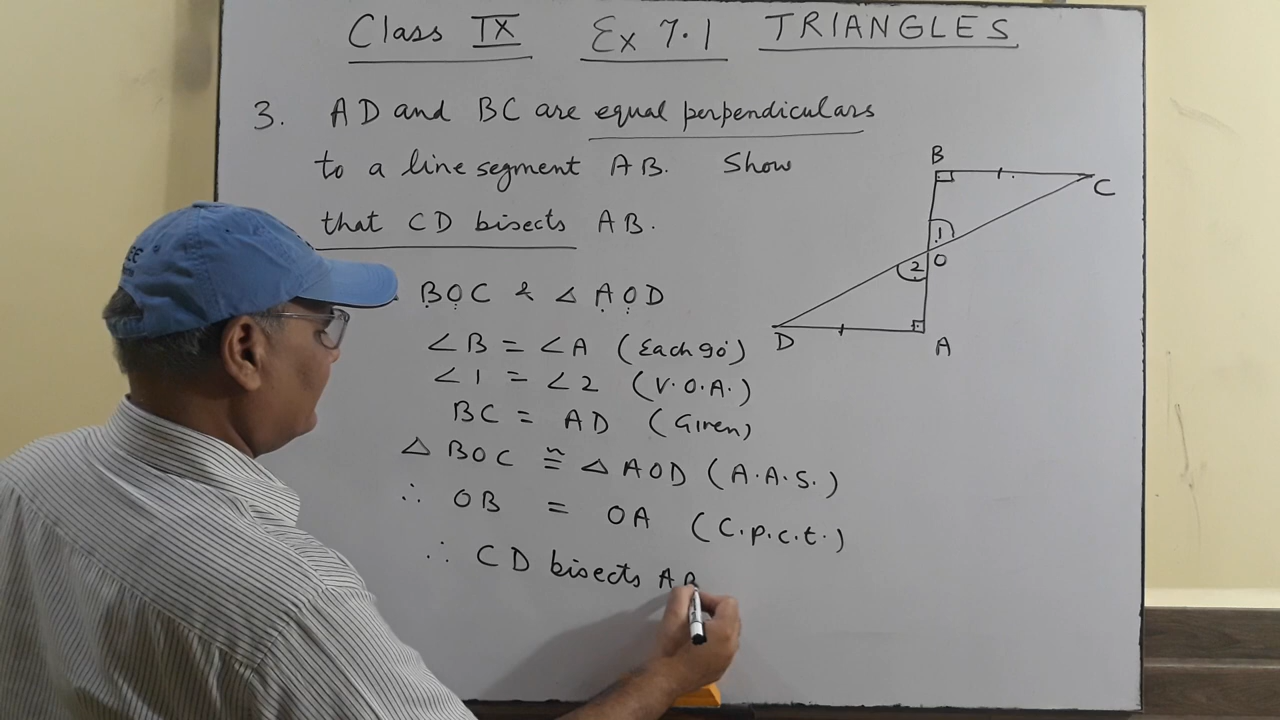 Class IX Ex 7.1 TRIANGLES
3. AD and BC are equal perpendiculars
to a line segment AB. Show
that CD bisects AB.
BOC & △ AOD
∠B = ∠A (Each 90°)
∠1 = ∠2 (V.O.A.)
BC = AD (Given)
△ BOC ≅ △ AOD (A.A.S.)
∴ OB = OA (C.p.c.t.)
∴ CD bisects AB
B
C
1
O
2
D
A